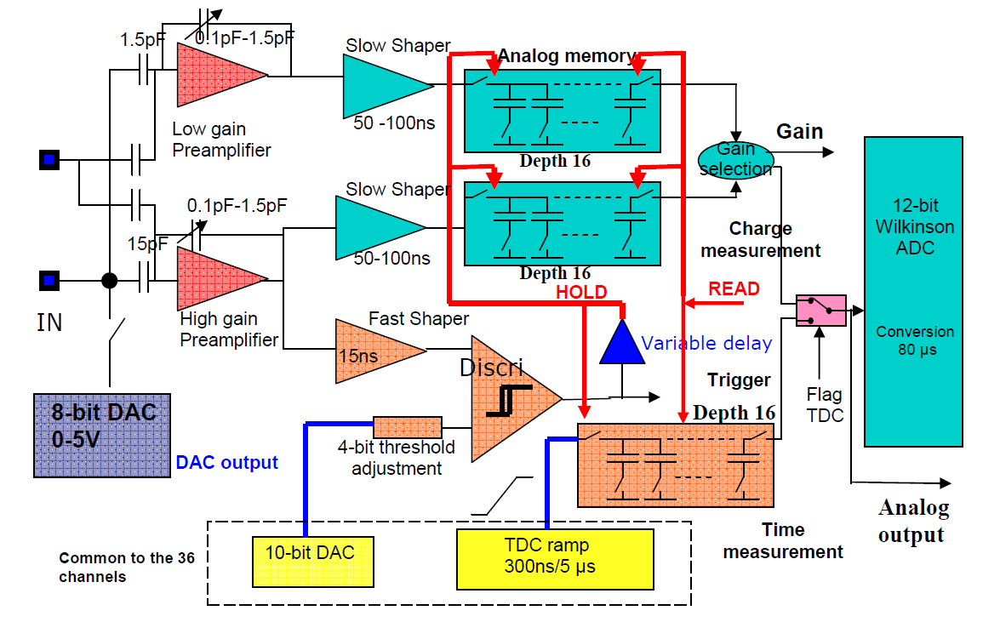 1.5pF
0.1pF-1.5pF
Slow Shaper
Analog memory
50 -100ns
Low gain
Preamplifier
Depth 16
Gain
selection
Gain
0.1pF-1.5pF
Slow Shaper
12-bit
Wilkinson
ADC
15pF
50-100ns
Charge
measurement
Depth 16
HOLD
READ
IN
High gain
Preamplifier
Fast Shaper
15ns
Discri
Variable delay
Conversion
80 µs
Trigger
Flag
TDC
8-bit DAC
0-5V
Depth 16
4-bit threshold
adjustment
DAC output
Analog
output
Time
measurement
Common to the 36
channels
10-bit DAC
TDC ramp
300ns/5 µs